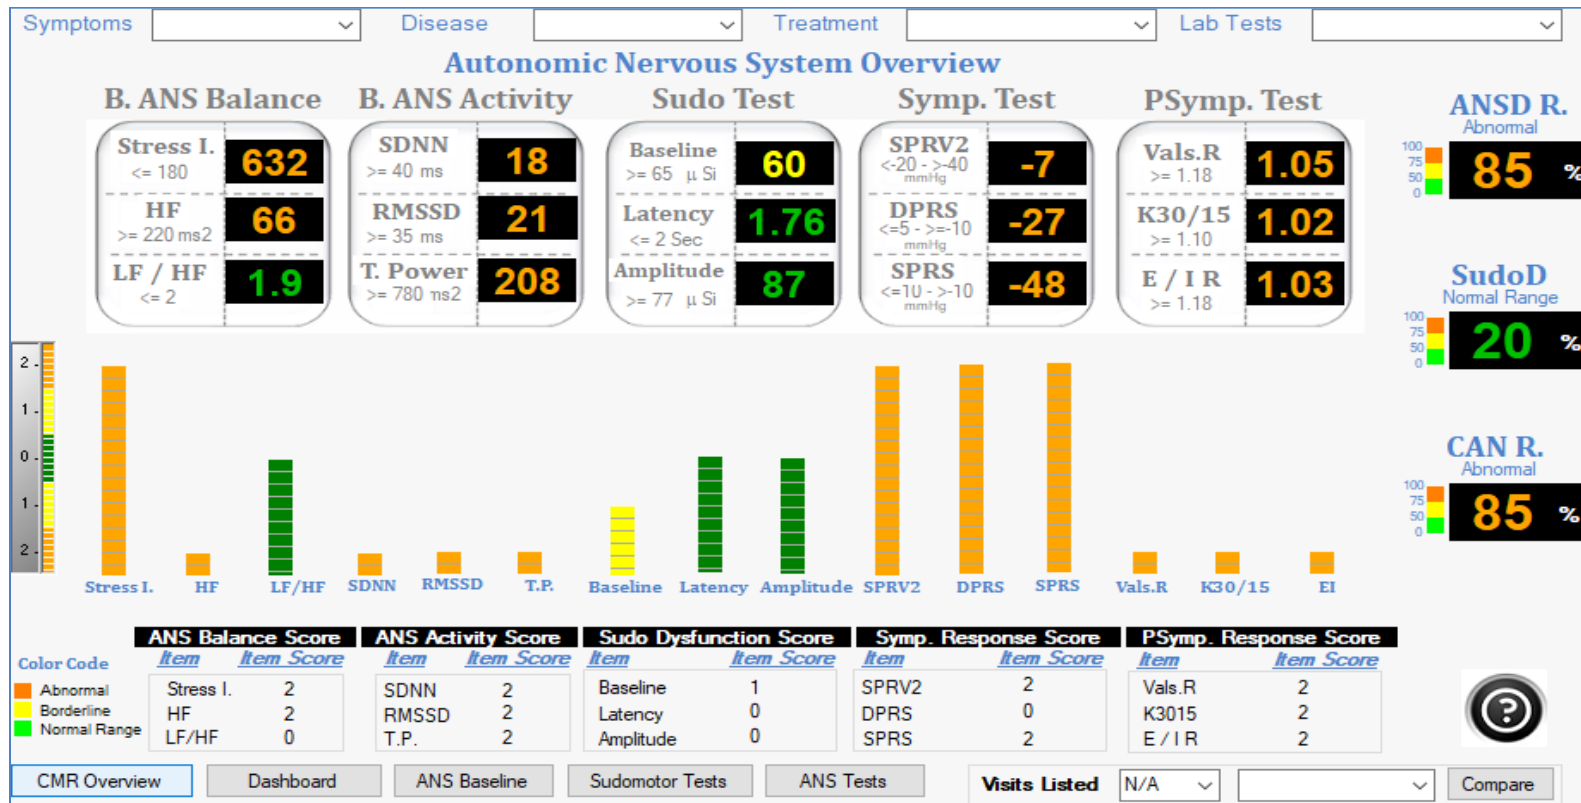 Symptoms Disease Treatment Lab Tests
Autonomic Nervous System Overview
B. ANS Balance B. ANS Activity Sudo Test Symp. Test PSymp. Test
Stress I. <= 180 632
HF >= 220 ms2 66
LF / HF <= 2 1.9
SDNN >= 40 ms 18
RMSSD >= 35 ms 21
T. Power >= 780 ms2 208
Baseline >= 65 µ Si 60
Latency <= 2 Sec 1.76
Amplitude >= 77 µ Si 87
SPRV2 <-20 - >-40 mmHg -7
DPRS <=5 - >=-10 mmHg -27
SPRS <=10 - >-10 mmHg -48
Vals.R >= 1.18 1.05
K30/15 >= 1.10 1.02
E / I R >= 1.18 1.03
ANSD R.
Abnormal
100
75
50
0
85 %
SudoD
Normal Range
100
75
50
0
20 %
CAN R.
Abnormal
100
75
50
0
85 %
2 -
1 -
0 -
1 -
2 -
Stress I. HF LF/HF SDNN RMSSD T.P. Baseline Latency Amplitude SPRV2 DPRS SPRS Vals.R K30/15 EI
Color Code
Abnormal
Borderline
Normal Range
ANS Balance Score
Item Item Score
Stress I. 2
HF 2
LF/HF 0
ANS Activity Score
Item Item Score
SDNN 2
RMSSD 2
T.P. 2
Sudo Dysfunction Score
Item Item Score
Baseline 1
Latency 0
Amplitude 0
Symp. Response Score
Item Item Score
SPRV2 2
DPRS 0
SPRS 2
PSymp. Response Score
Item Item Score
Vals.R 2
K3015 2
E / I R 2
?
CMR Overview Dashboard ANS Baseline Sudomotor Tests ANS Tests Visits Listed N/A Compare